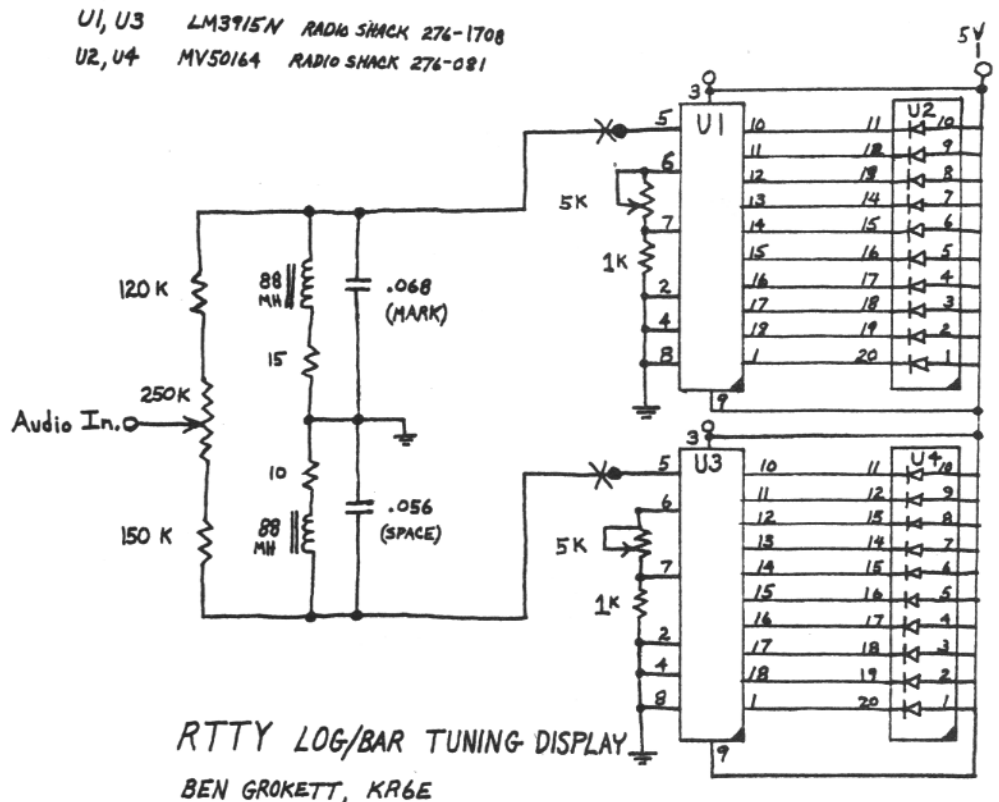 U1, U3 LM3915N RADIO SHACK 276-1708
U2, U4 MV50164 RADIO SHACK 276-081
5V
3
5 U1 10 11 U2 10
11 12 9
6 12 13 8
5K 13 14 7
7 14 15 6
1K 15 16 5
2 16 17 4
17 18 3
4 18 19 2
8 1 20 1
9
120K
88 MH
.068
(MARK)
15
250K
Audio In.
10
88 MH
.056
(SPACE)
150K
3
5 U3 10 11 U4 10
6 11 12 9
12 13 8
5K 13 14 7
7 14 15 6
1K 15 16 5
16 17 4
2 17 18 3
4 18 19 2
8 1 20 1
9
RTTY LOG/BAR TUNING DISPLAY
BEN GROKETT, KR6E